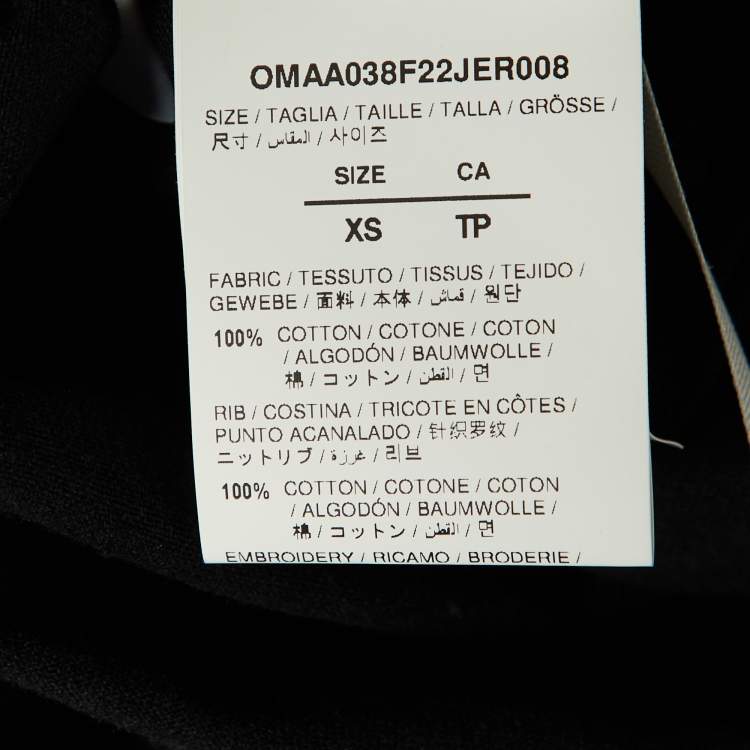 OMAA038F22JER008
SIZE / TAGLIA / TAILLE / TALLA / GRÖSSE /
尺寸 / المقاس / 사이즈
SIZE CA
XS TP
FABRIC / TESSUTO / TISSUS / TEJIDO /
GEWEBE / 面料 / 本体 / قماش / 원단
100% COTTON / COTONE / COTON
/ ALGODÓN / BAUMWOLLE /
棉 / コットン / القطن / 면
RIB / COSTINA / TRICOTE EN CÔTES /
PUNTO ACANALADO / 针织罗纹 /
ニットリブ / غرزة / 리브
100% COTTON / COTONE / COTON
/ ALGODÓN / BAUMWOLLE /
棉 / コットン / القطن / 면
EMBROIDERY / RICAMO / BRODERIE /